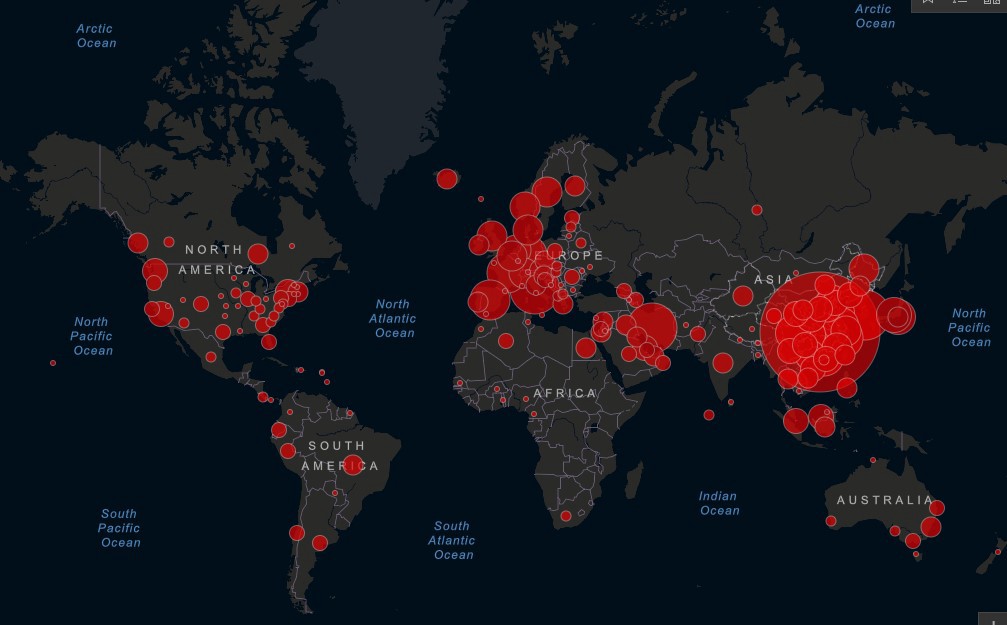 Arctic
Ocean
Arctic
Ocean
NORTH
AMERICA
EUROPE
ASIA
North
Pacific
Ocean
North
Atlantic
Ocean
North
Pacific
Ocean
AFRICA
SOUTH
AMERICA
Indian
Ocean
AUSTRALIA
South
Pacific
Ocean
South
Atlantic
Ocean